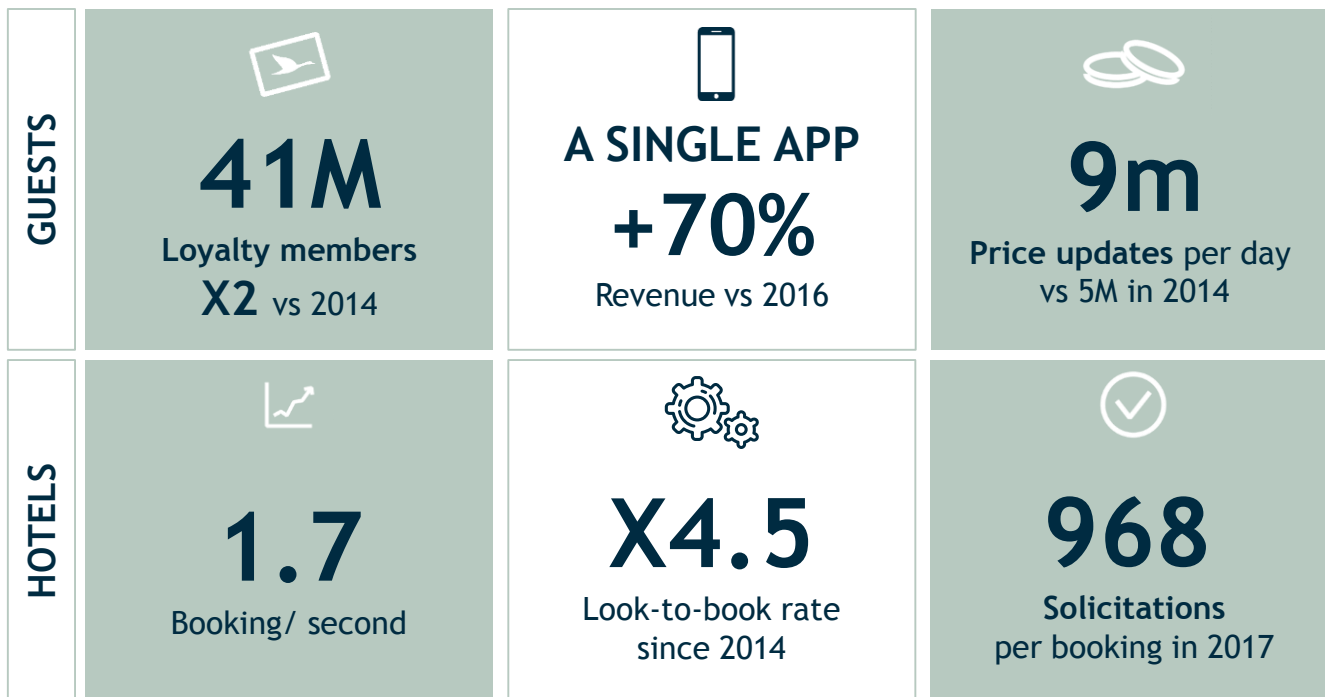 GUESTS
41M
Loyalty members
X2 vs 2014
A SINGLE APP
+70%
Revenue vs 2016
9m
Price updates per day
vs 5M in 2014
HOTELS
1.7
Booking/ second
X4.5
Look-to-book rate
since 2014
968
Solicitations
per booking in 2017